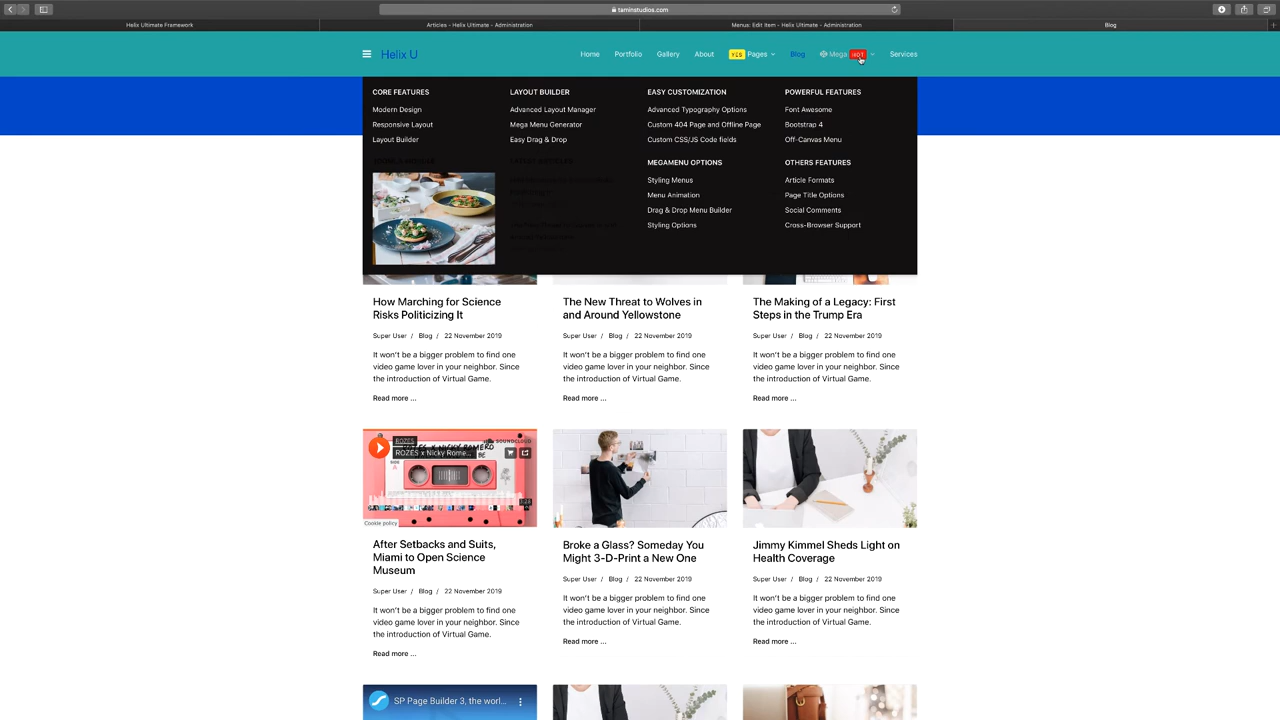 taminstudios.com
Helix Ultimate Framework
Articles - Helix Ultimate - Administration
Menus: Edit Item - Helix Ultimate - Administration
Blog
Helix U
Home
Portfolio
Gallery
About
YES Pages
Blog
Mega HOT
Services
CORE FEATURES
Modern Design
Responsive Layout
Layout Builder
LAYOUT BUILDER
Advanced Layout Manager
Mega Menu Generator
Easy Drag & Drop
EASY CUSTOMIZATION
Advanced Typography Options
Custom 404 Page and Offline Page
Custom CSS/JS Code fields
POWERFUL FEATURES
Font Awesome
Bootstrap 4
Off-Canvas Menu
MEGAMENU OPTIONS
Styling Menus
Menu Animation
Drag & Drop Menu Builder
Styling Options
OTHERS FEATURES
Article Formats
Page Title Options
Social Comments
Cross-Browser Support
How Marching for Science
Risks Politicizing It
Super User / Blog / 22 November 2019
It won't be a bigger problem to find one
video game lover in your neighbor. Since
the introduction of Virtual Game.
Read more ...
The New Threat to Wolves in
and Around Yellowstone
Super User / Blog / 22 November 2019
It won't be a bigger problem to find one
video game lover in your neighbor. Since
the introduction of Virtual Game.
Read more ...
The Making of a Legacy: First
Steps in the Trump Era
Super User / Blog / 22 November 2019
It won't be a bigger problem to find one
video game lover in your neighbor. Since
the introduction of Virtual Game.
Read more ...
ROZES
SOUNDCLOUD
ROZES x Nicky Rome...
Cookie policy
After Setbacks and Suits,
Miami to Open Science
Museum
Super User / Blog / 22 November 2019
It won't be a bigger problem to find one
video game lover in your neighbor. Since
the introduction of Virtual Game.
Read more ...
Broke a Glass? Someday You
Might 3-D-Print a New One
Super User / Blog / 22 November 2019
It won't be a bigger problem to find one
video game lover in your neighbor. Since
the introduction of Virtual Game.
Read more ...
Jimmy Kimmel Sheds Light on
Health Coverage
Super User / Blog / 22 November 2019
It won't be a bigger problem to find one
video game lover in your neighbor. Since
the introduction of Virtual Game.
Read more ...
SP Page Builder 3, the worl...